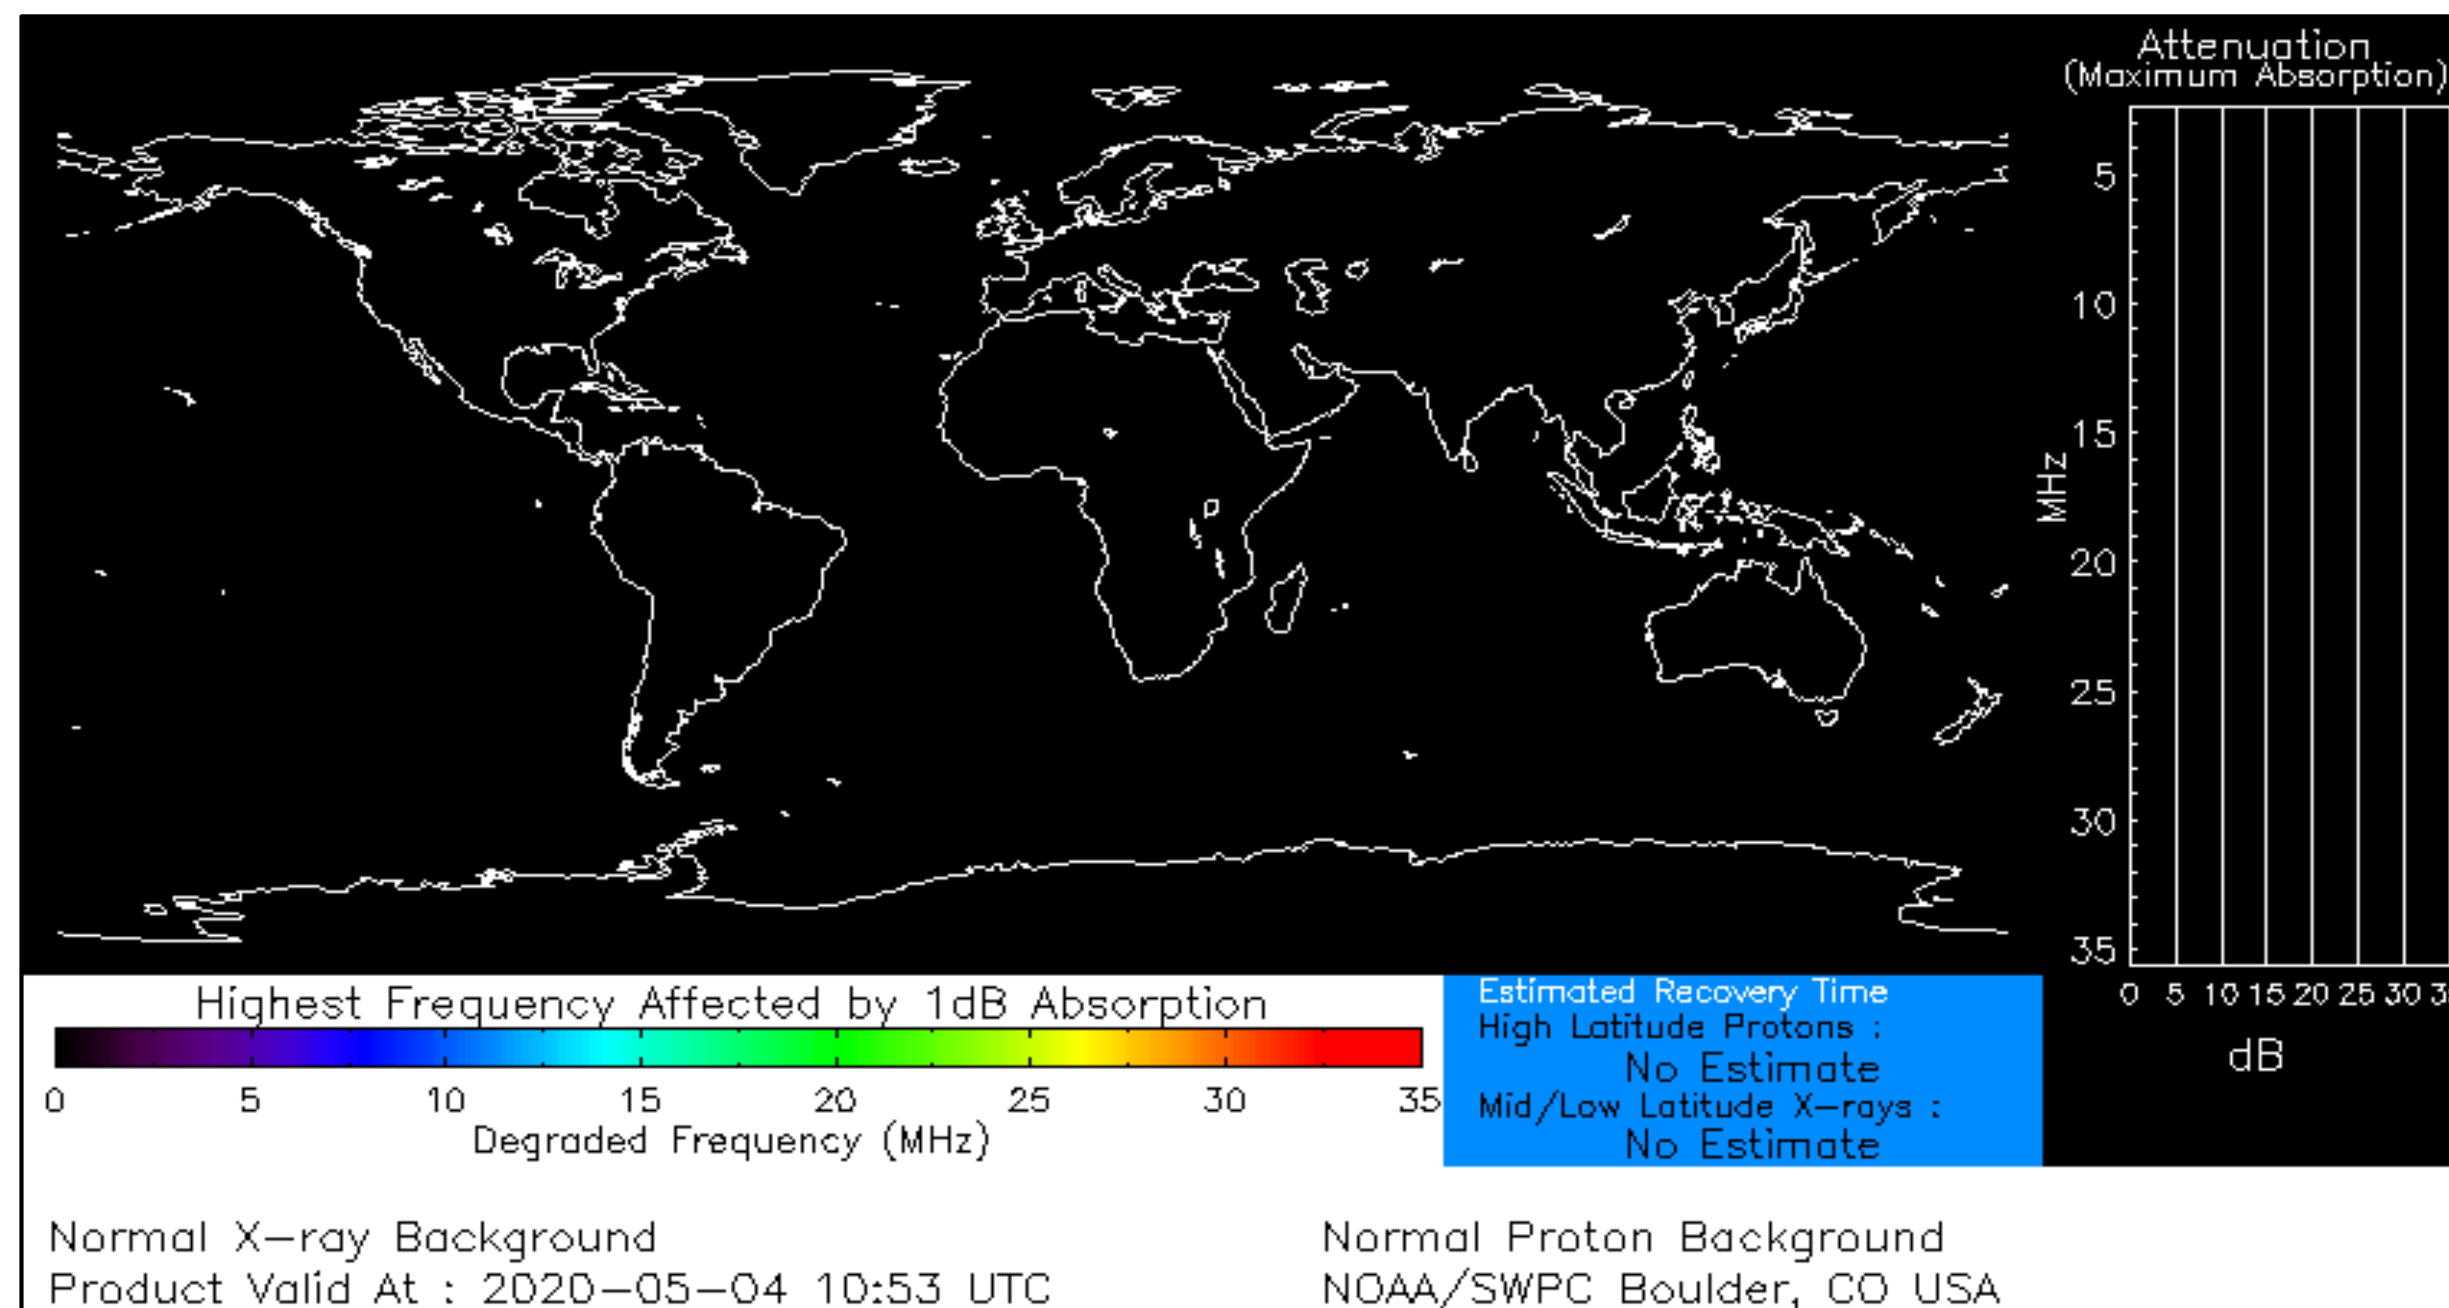 Attenuation
(Maximum Absorption)
5
10
15
20
25
30
35
MHz
0 5 10 15 20 25 30
dB
Highest Frequency Affected by 1dB Absorption
0 5 10 15 20 25 30 35
Degraded Frequency (MHz)
Estimated Recovery Time
High Latitude Protons :
No Estimate
Mid/Low Latitude X-rays :
No Estimate
Normal X-ray Background
Normal Proton Background
Product Valid At : 2020-05-04 10:53 UTC
NOAA/SWPC Boulder, CO USA